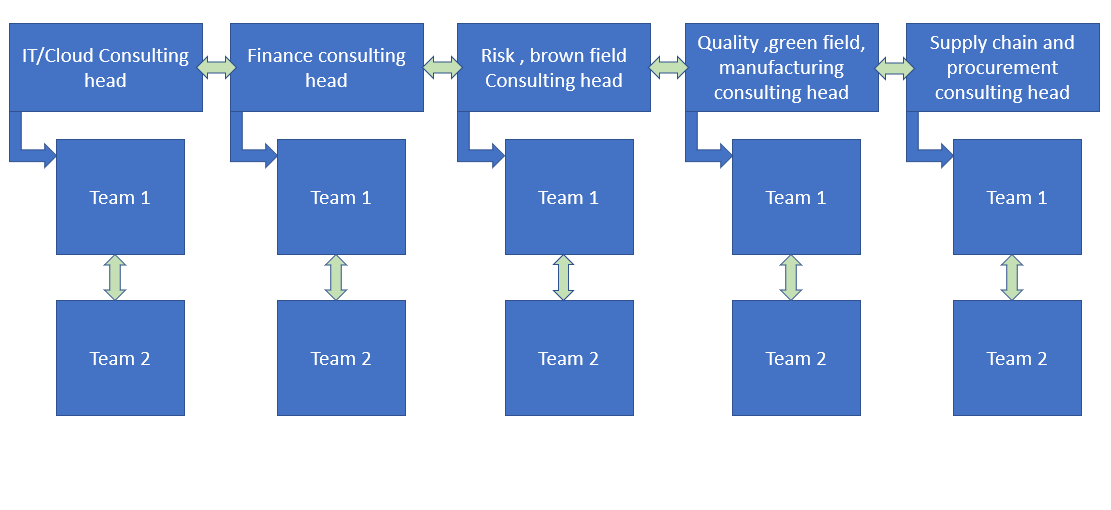 IT/Cloud Consulting
head
Finance consulting
head
Risk , brown field
Consulting head
Quality ,green field,
manufacturing
consulting head
Supply chain and
procurement
consulting head
Team 1
Team 1
Team 1
Team 1
Team 1
Team 2
Team 2
Team 2
Team 2
Team 2